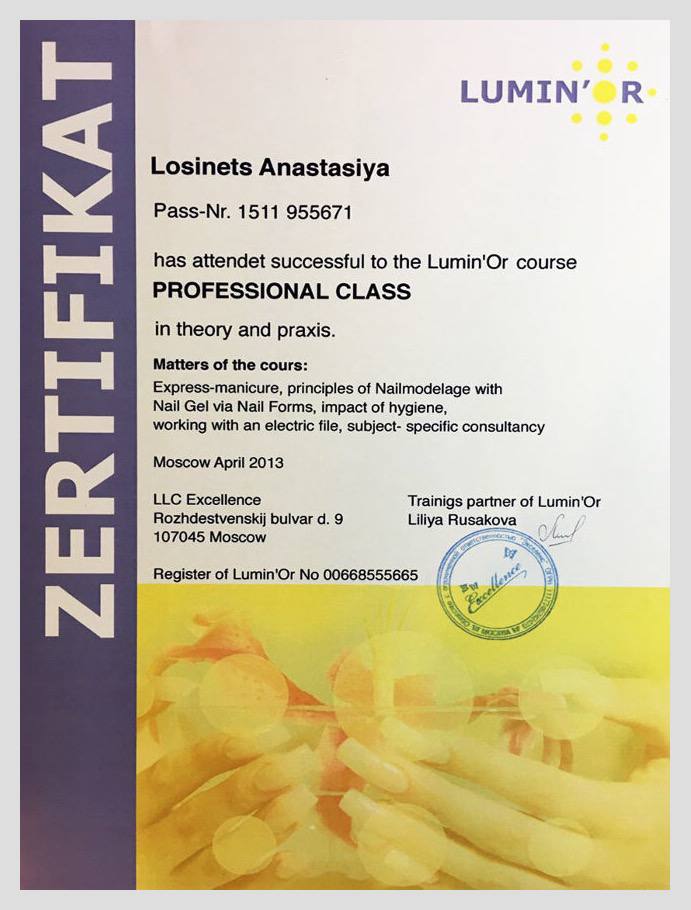 ZERTIFIKAT
LUMIN'OR
Losinets Anastasiya
Pass-Nr. 1511 955671
has attendet successful to the Lumin'Or course
PROFESSIONAL CLASS
in theory and praxis.
Matters of the cours:
Express-manicure, principles of Nailmodelage with
Nail Gel via Nail Forms, impact of hygiene,
working with an electric file, subject- specific consultancy
Moscow April 2013
LLC Excellence
Rozhdestvenskij bulvar d. 9
107045 Moscow
Trainigs partner of Lumin'Or
Liliya Rusakova
Register of Lumin'Or No 00668555665
Excellence